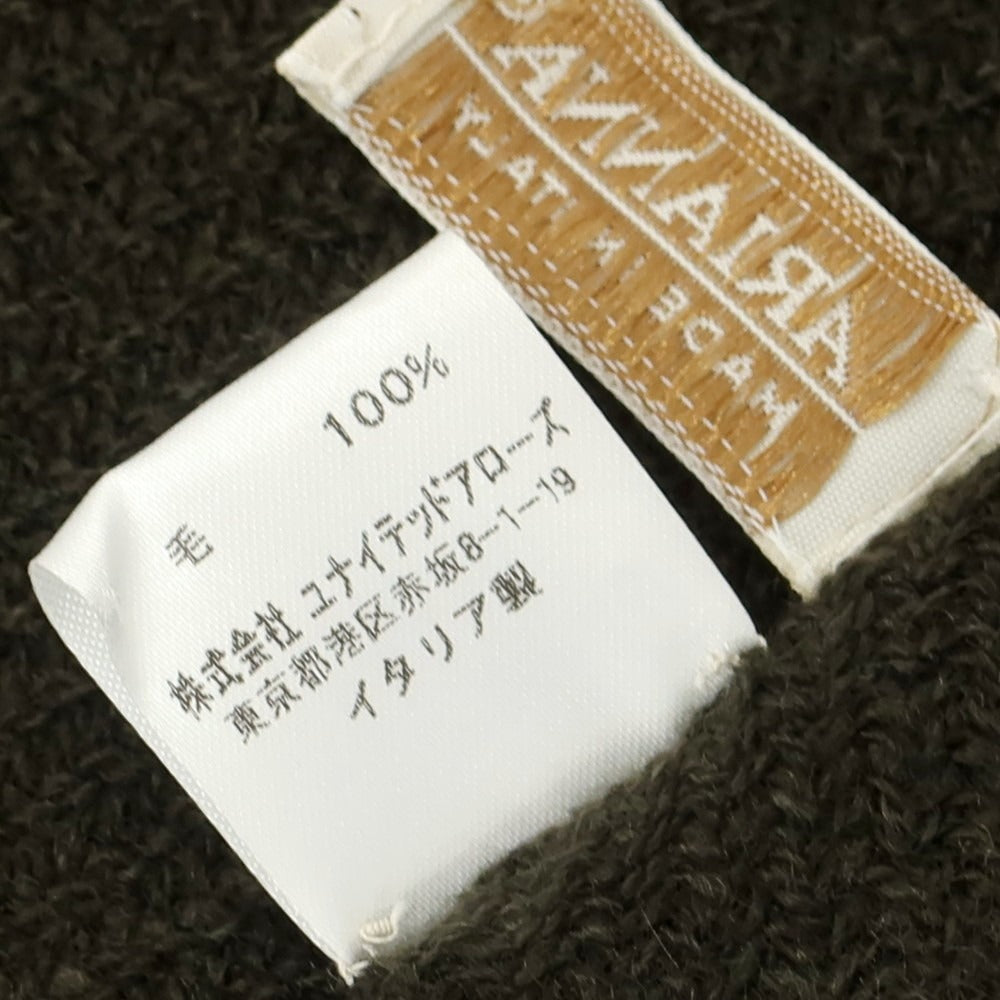 ARIANNA
MADE IN ITALY
毛 100%
株式会社 ユナイテッドアローズ
東京都港区赤坂8-1-19
イタリア製